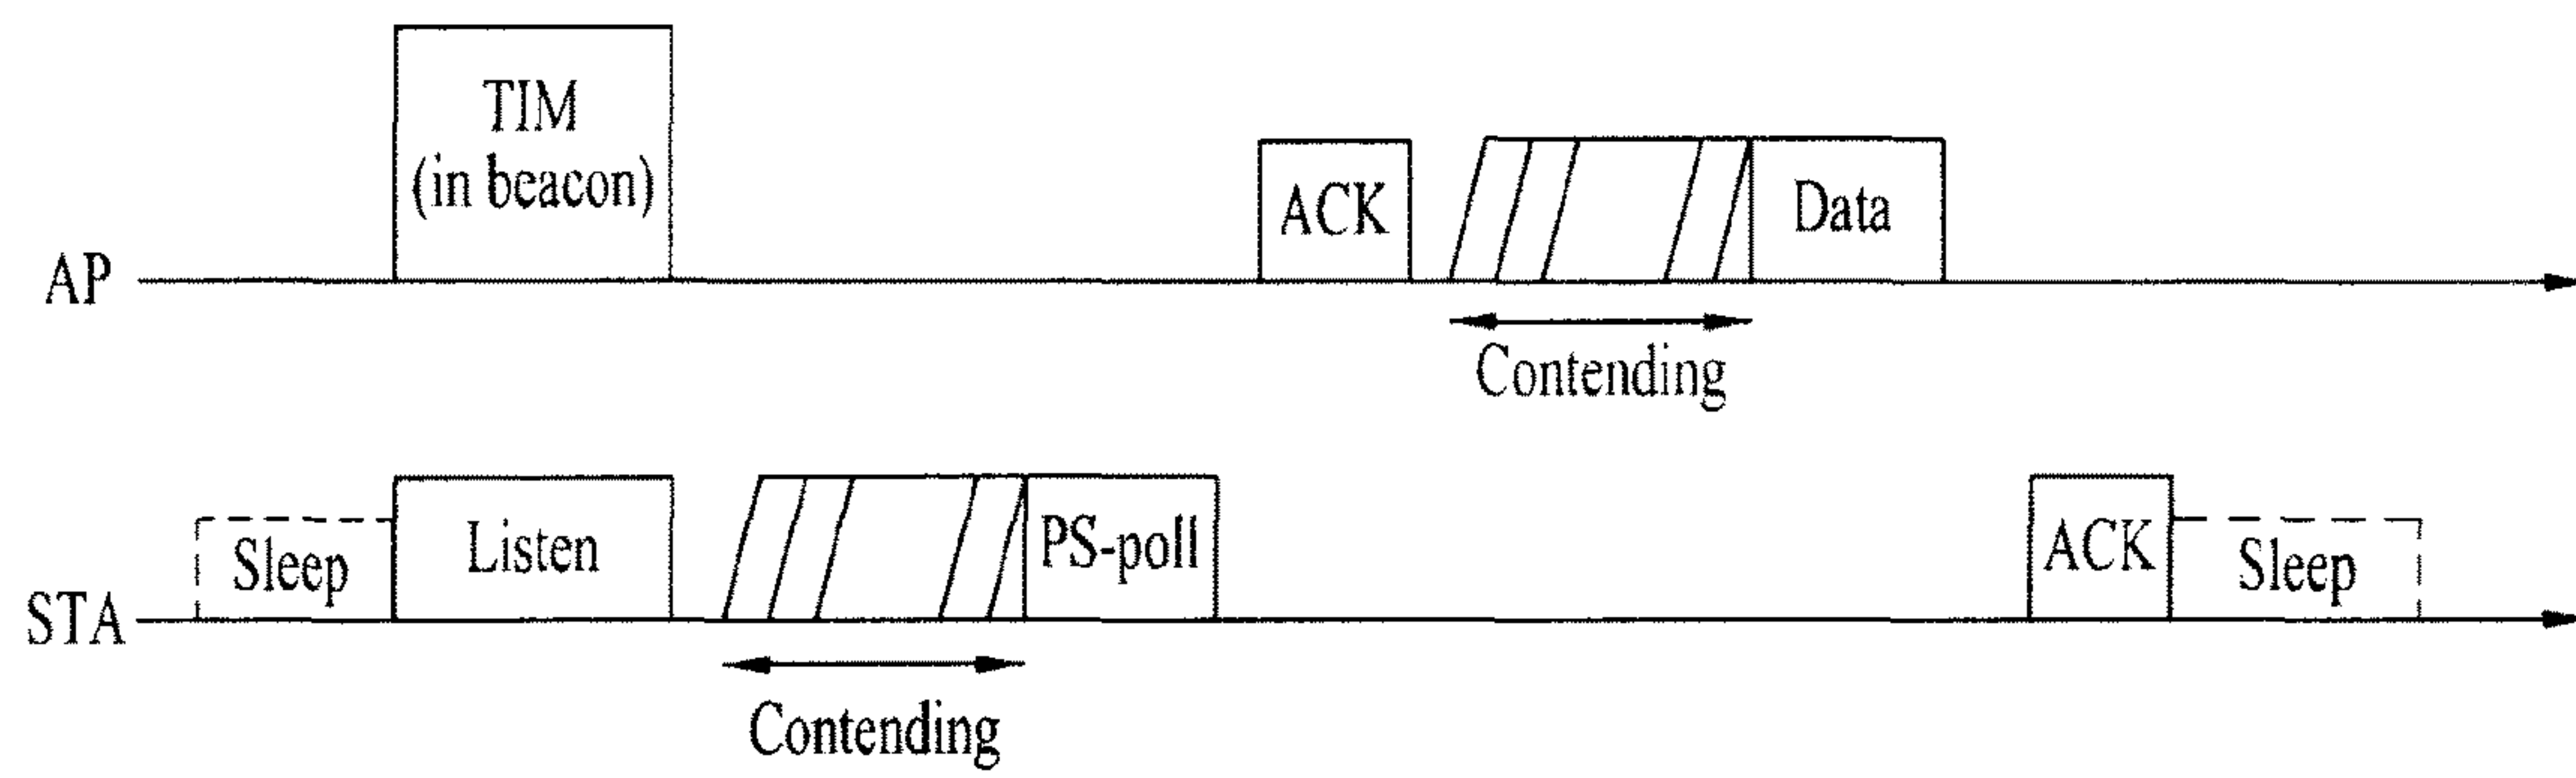 TIM
(in beacon)
ACK
Data
AP
Contending
Sleep
Listen
PS-poll
ACK
Sleep
STA
Contending